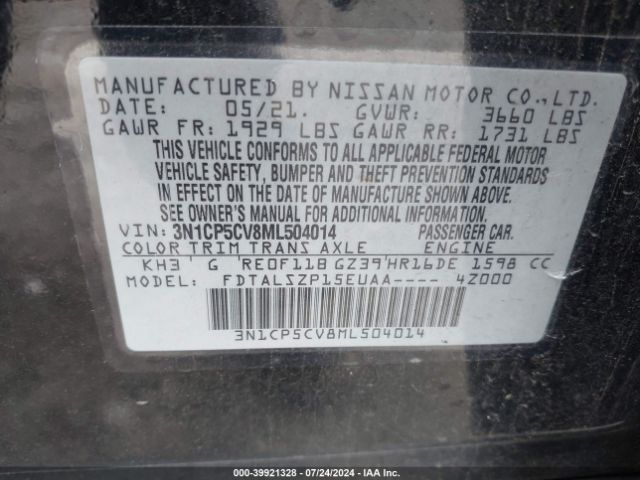 MANUFACTURED BY NISSAN MOTOR CO.,LTD.
DATE: 05/21. GVWR: 3660 LBS
GAWR FR: 1929 LBS GAWR RR: 1731 LBS
THIS VEHICLE CONFORMS TO ALL APPLICABLE FEDERAL MOTOR
VEHICLE SAFETY, BUMPER AND THEFT PREVENTION STANDARDS
IN EFFECT ON THE DATE OF MANUFACTURE SHOWN ABOVE.
SEE OWNER'S MANUAL FOR ADDITIONAL INFORMATION.
VIN: 3N1CP5CV8ML504014 PASSENGER CAR.
COLOR TRIM TRANS AXLE ENGINE
KH3 G RE0F11B GZ39 HR16DE 1598 CC
MODEL: FDTALSZP15EUAA---- 4Z000
3N1CP5CV8ML504014
000-39921328 | 07/24/2024 | IAAI.COM